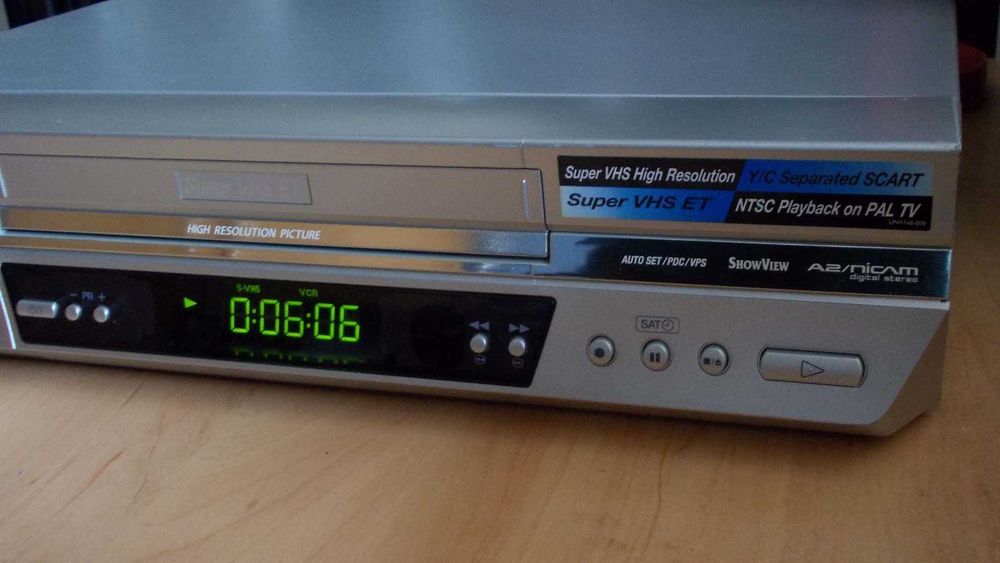 Super VHS High Resolution
Y/C Separated SCART
Super VHS ET
NTSC Playback on PAL TV
Super VHS ET
HIGH RESOLUTION PICTURE
AUTO SET/PDC/VPS
SHOWVIEW
A2/nicam
digital stereo
S-VHS
VCR
0:06:06
– PR +
SAT